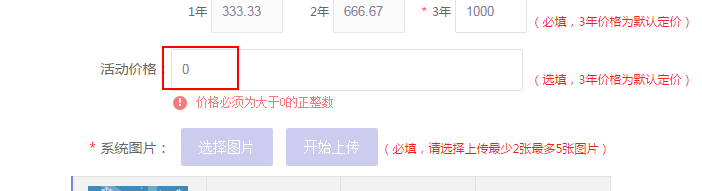 1年 333.33 2年 666.67 * 3年 1000 （必填，3年价格为默认定价）
活动价格： 0 （选填，3年价格为默认定价）
价格必须为大于0的正整数
* 系统图片： 选择图片 开始上传 （必填，请选择上传最少2张最多5张图片）